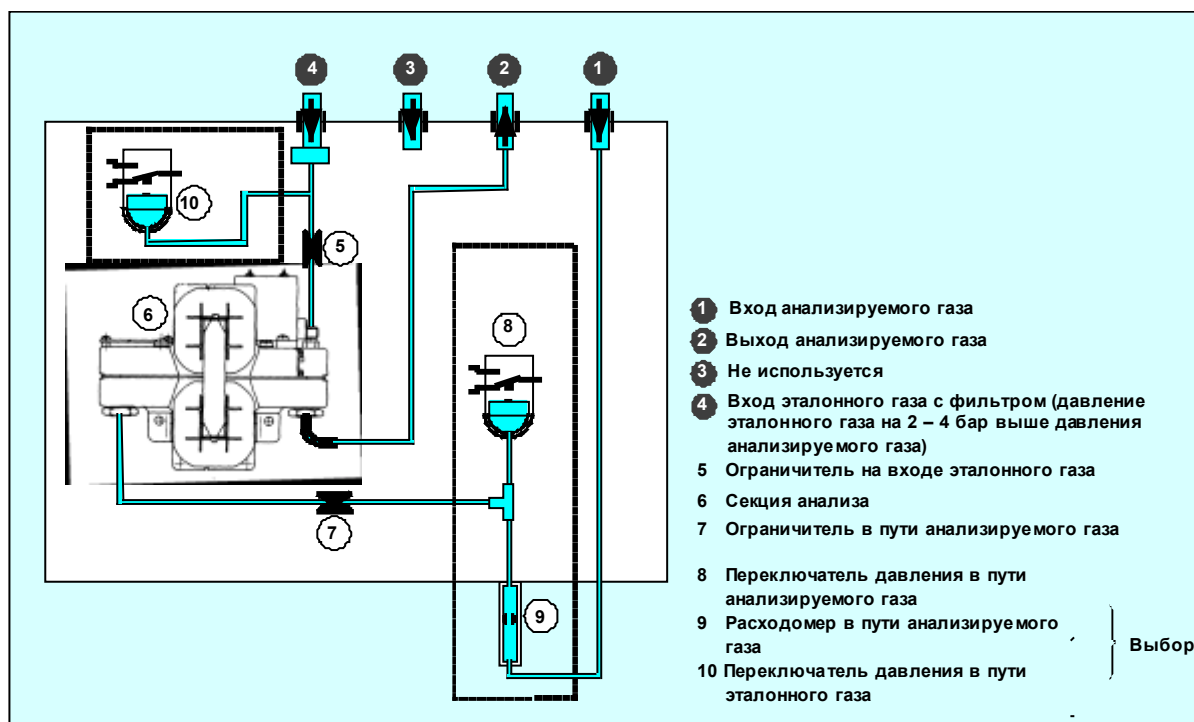 4 3 2 1
10
5
6
8
7
9
1 Вход анализируемого газа
2 Выход анализируемого газа
3 Не используется
4 Вход эталонного газа с фильтром (давление
эталонного газа на 2 – 4 бар выше давления
анализируемого газа)
5 Ограничитель на входе эталонного газа
6 Секция анализа
7 Ограничитель в пути анализируемого газа
8 Переключатель давления в пути
анализируемого газа
9 Расходомер в пути анализируемого
газа
Выбор
10 Переключатель давления в пути
эталонного газа